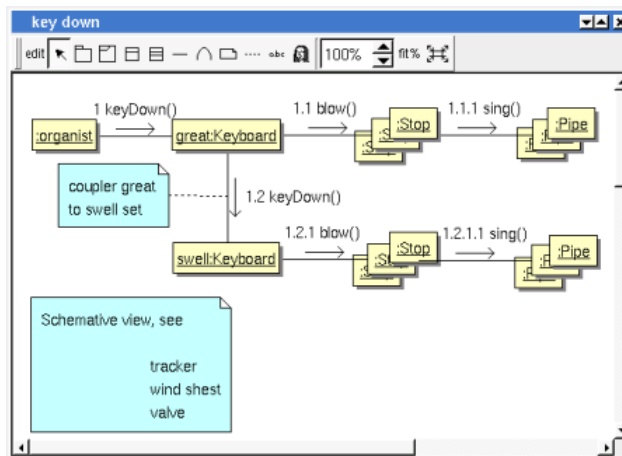 key down
edit abc 100% fit%
1 keyDown() 1.1 blow() 1.1.1 sing()
:organist great:Keyboard :Stop :Pipe
coupler great
to swell set
1.2 keyDown()
1.2.1 blow() 1.2.1.1 sing()
swell:Keyboard :Stop :Pipe
Schemative view, see
tracker
wind shest
valve